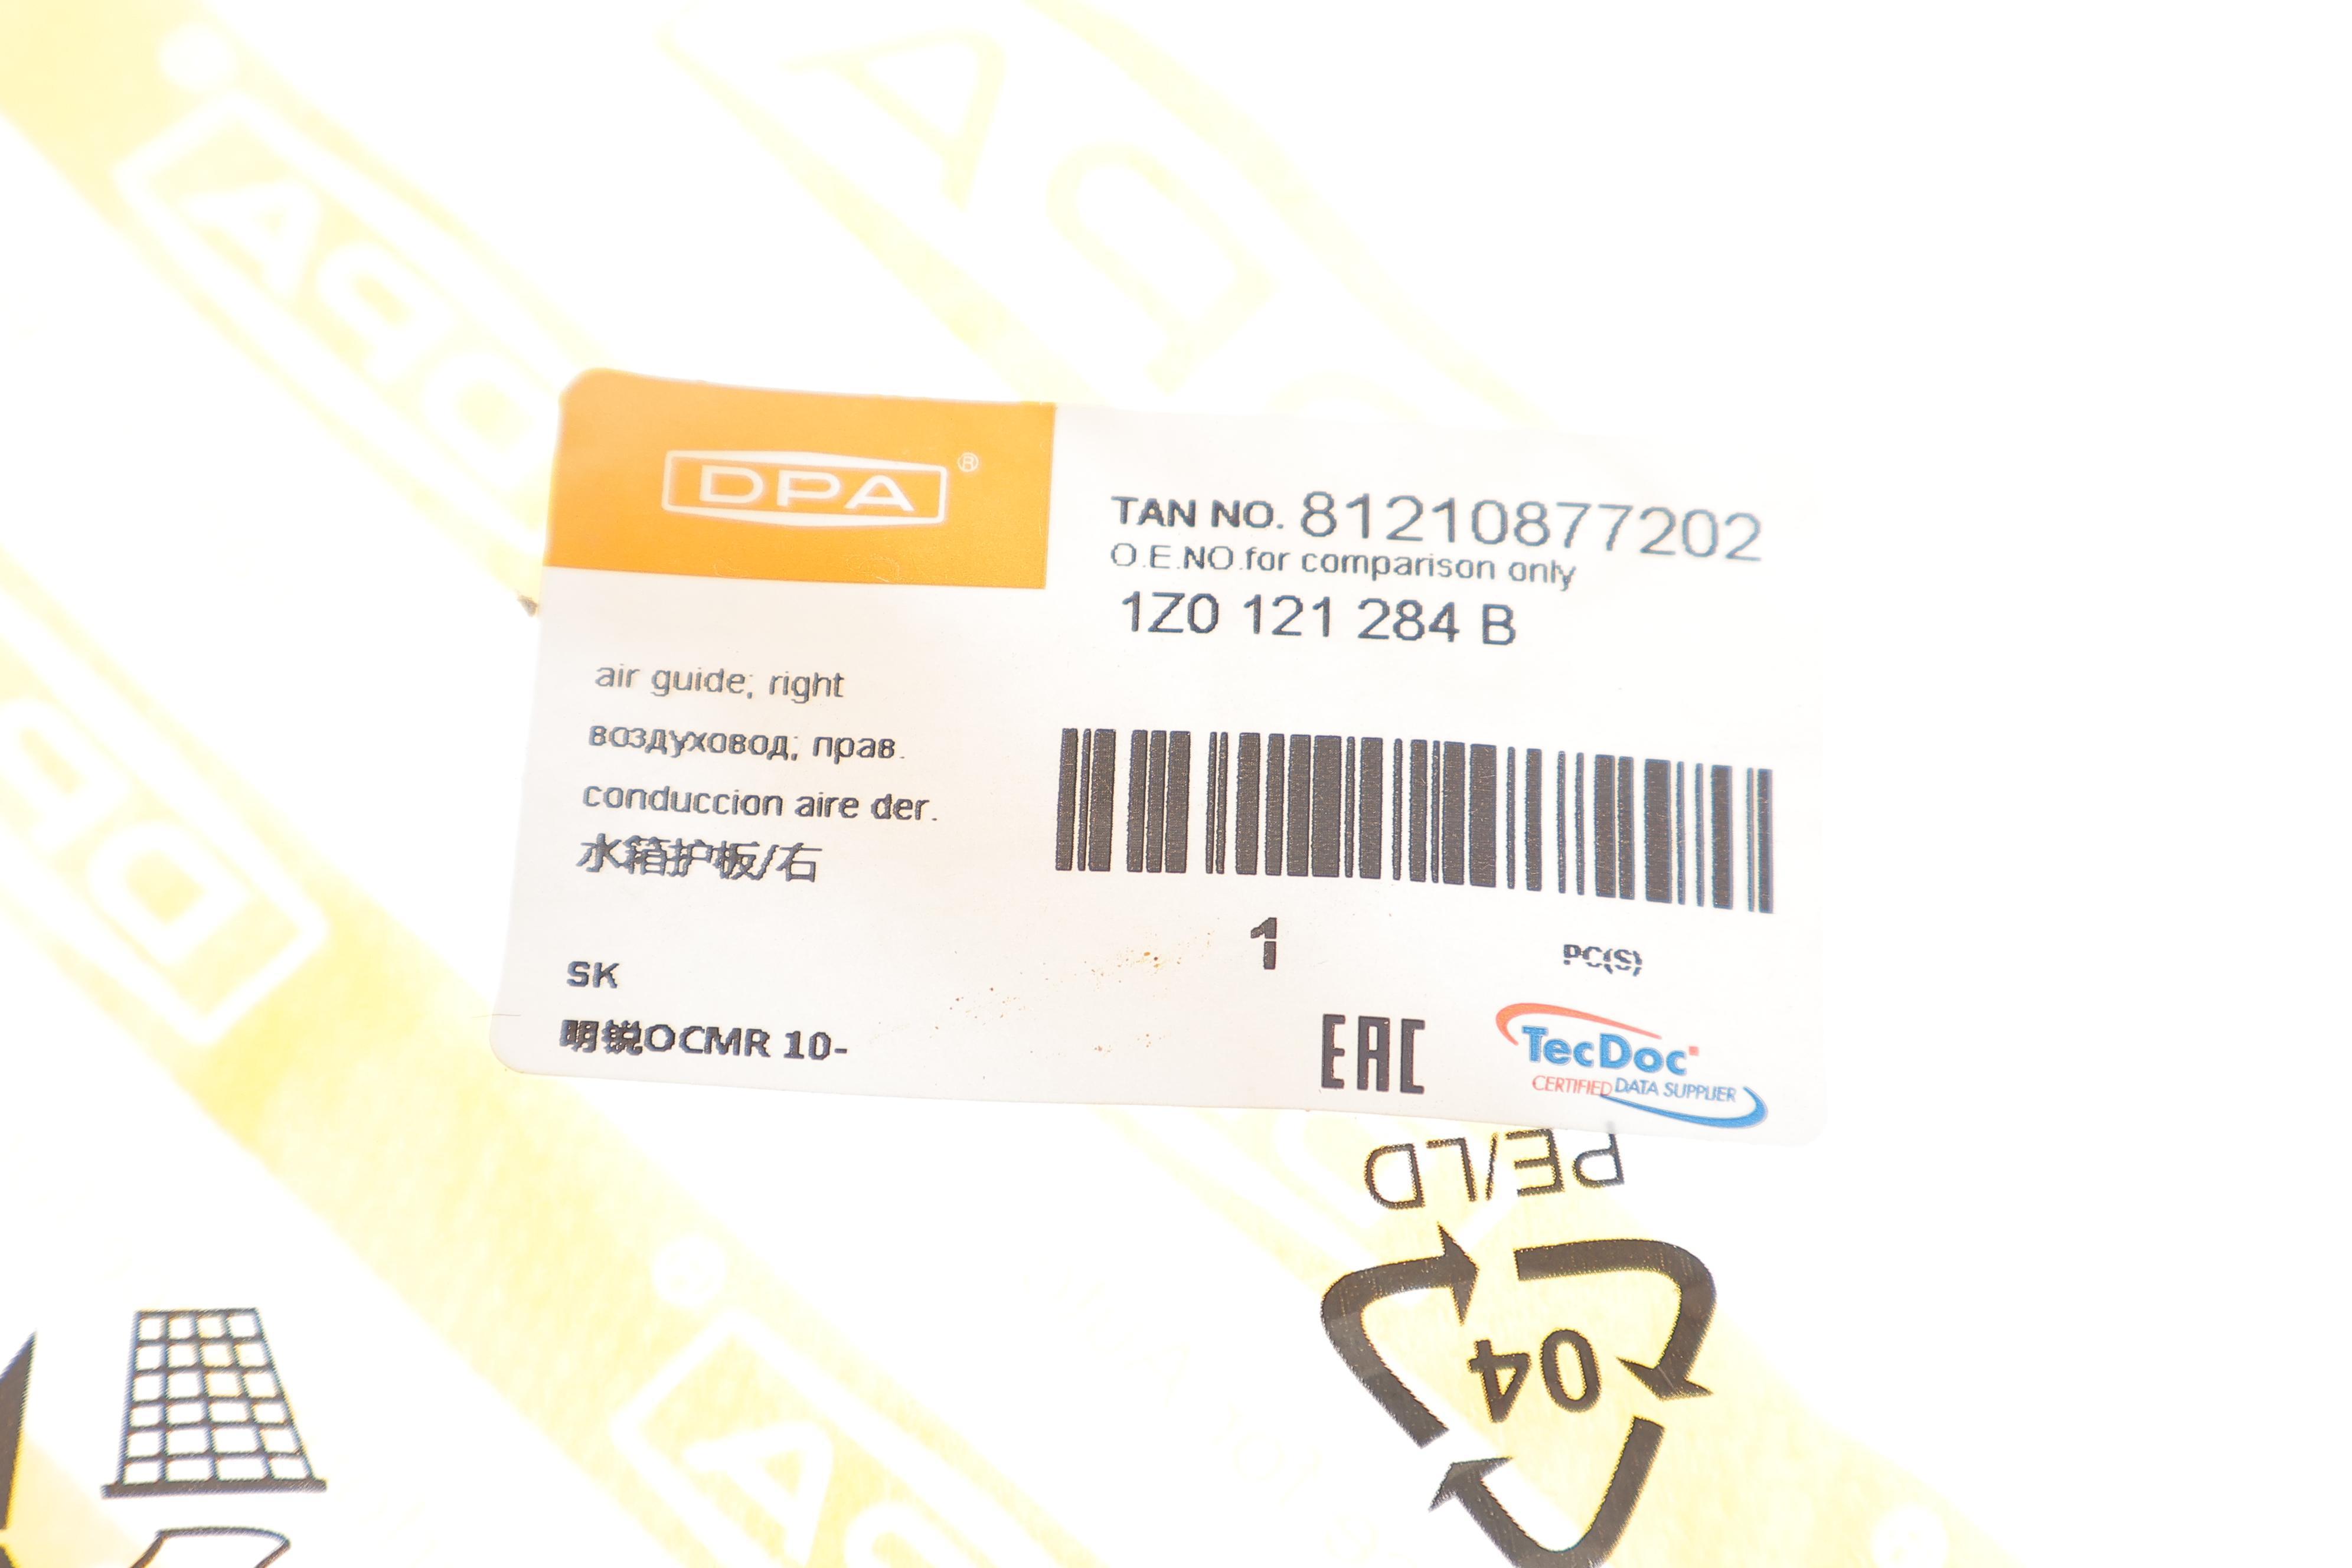 DPA®
TAN NO. 81210877202
O.E.NO.for comparison only
1Z0 121 284 B
air guide; right
воздуховод; прав.
conduccion aire der.
水箱护板/右
1
PC(S)
SK
明锐OCMR 10-
EAC
TecDoc
CERTIFIED DATA SUPPLIER
PE/LD
04
DPA
DPA